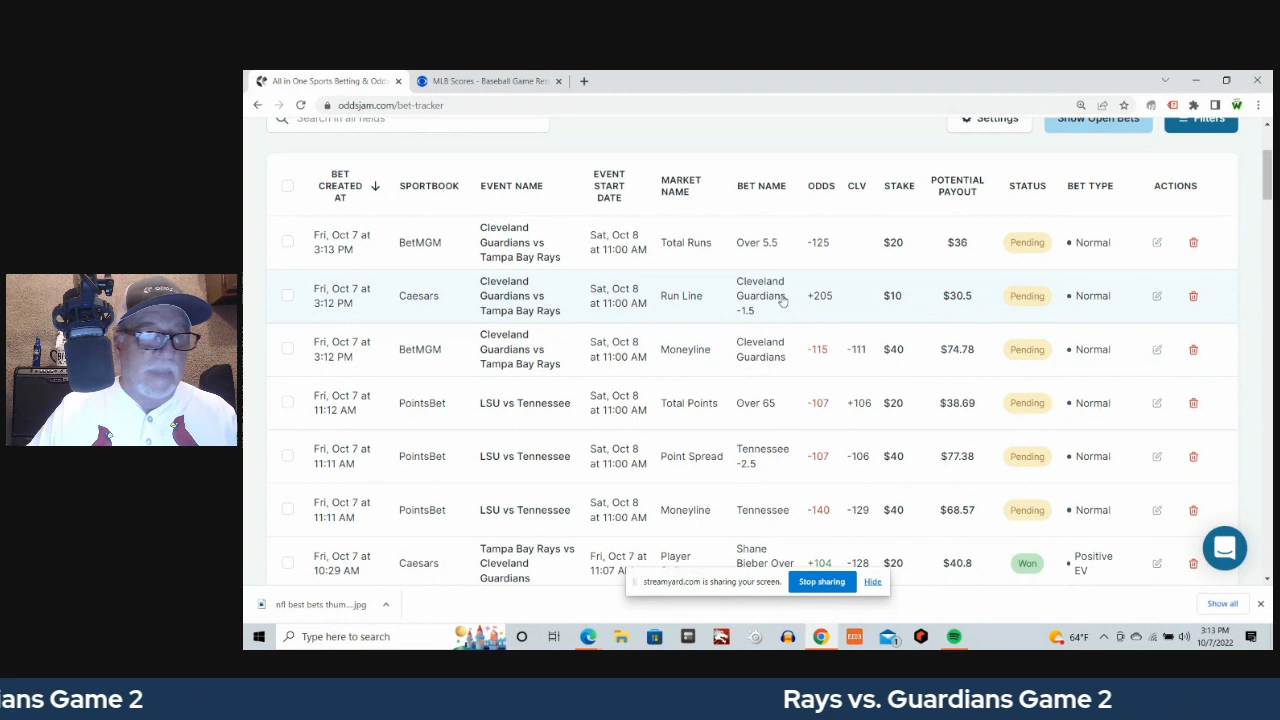 All in One Sports Betting & Odds
MLB Scores - Baseball Game Res
oddsjam.com/bet-tracker
Search in all fields
Settings
Show Open Bets
Filters
BET CREATED AT SPORTBOOK EVENT NAME EVENT START DATE MARKET NAME BET NAME ODDS CLV STAKE POTENTIAL PAYOUT STATUS BET TYPE ACTIONS
Fri, Oct 7 at 3:13 PM BetMGM Cleveland Guardians vs Tampa Bay Rays Sat, Oct 8 at 11:00 AM Total Runs Over 5.5 -125 $20 $36 Pending • Normal
Fri, Oct 7 at 3:12 PM Caesars Cleveland Guardians vs Tampa Bay Rays Sat, Oct 8 at 11:00 AM Run Line Cleveland Guardians -1.5 +205 $10 $30.5 Pending • Normal
Fri, Oct 7 at 3:12 PM BetMGM Cleveland Guardians vs Tampa Bay Rays Sat, Oct 8 at 11:00 AM Moneyline Cleveland Guardians -115 -111 $40 $74.78 Pending • Normal
Fri, Oct 7 at 11:12 AM PointsBet LSU vs Tennessee Sat, Oct 8 at 11:00 AM Total Points Over 65 -107 +106 $20 $38.69 Pending • Normal
Fri, Oct 7 at 11:11 AM PointsBet LSU vs Tennessee Sat, Oct 8 at 11:00 AM Point Spread Tennessee -2.5 -107 -106 $40 $77.38 Pending • Normal
Fri, Oct 7 at 11:11 AM PointsBet LSU vs Tennessee Sat, Oct 8 at 11:00 AM Moneyline Tennessee -140 -129 $40 $68.57 Pending • Normal
Fri, Oct 7 at 10:29 AM Caesars Tampa Bay Rays vs Cleveland Guardians Fri, Oct 7 at 11:07 Player Shane Bieber Over +104 -128 $20 $40.8 Won • Positive EV
streamyard.com is sharing your screen. Stop sharing Hide
nfl best bets thum....jpg
Show all
Type here to search
EZD3
64°F
3:13 PM
10/7/2022
ians Game 2
Rays vs. Guardians Game 2